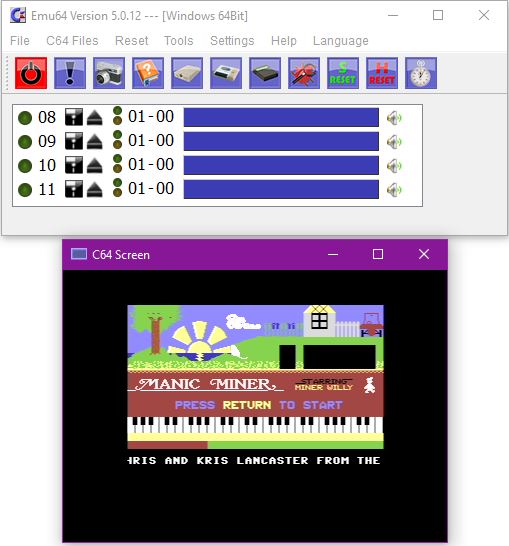 Emu64 Version 5.0.12 --- [Windows 64Bit]
File C64 Files Reset Tools Settings Help Language
S RESET H RESET
08 01-00
09 01-00
10 01-00
11 01-00
C64 Screen
MANIC MINER
STARRING
MINER WILLY
PRESS RETURN TO START
HRIS AND KRIS LANCASTER FROM THE